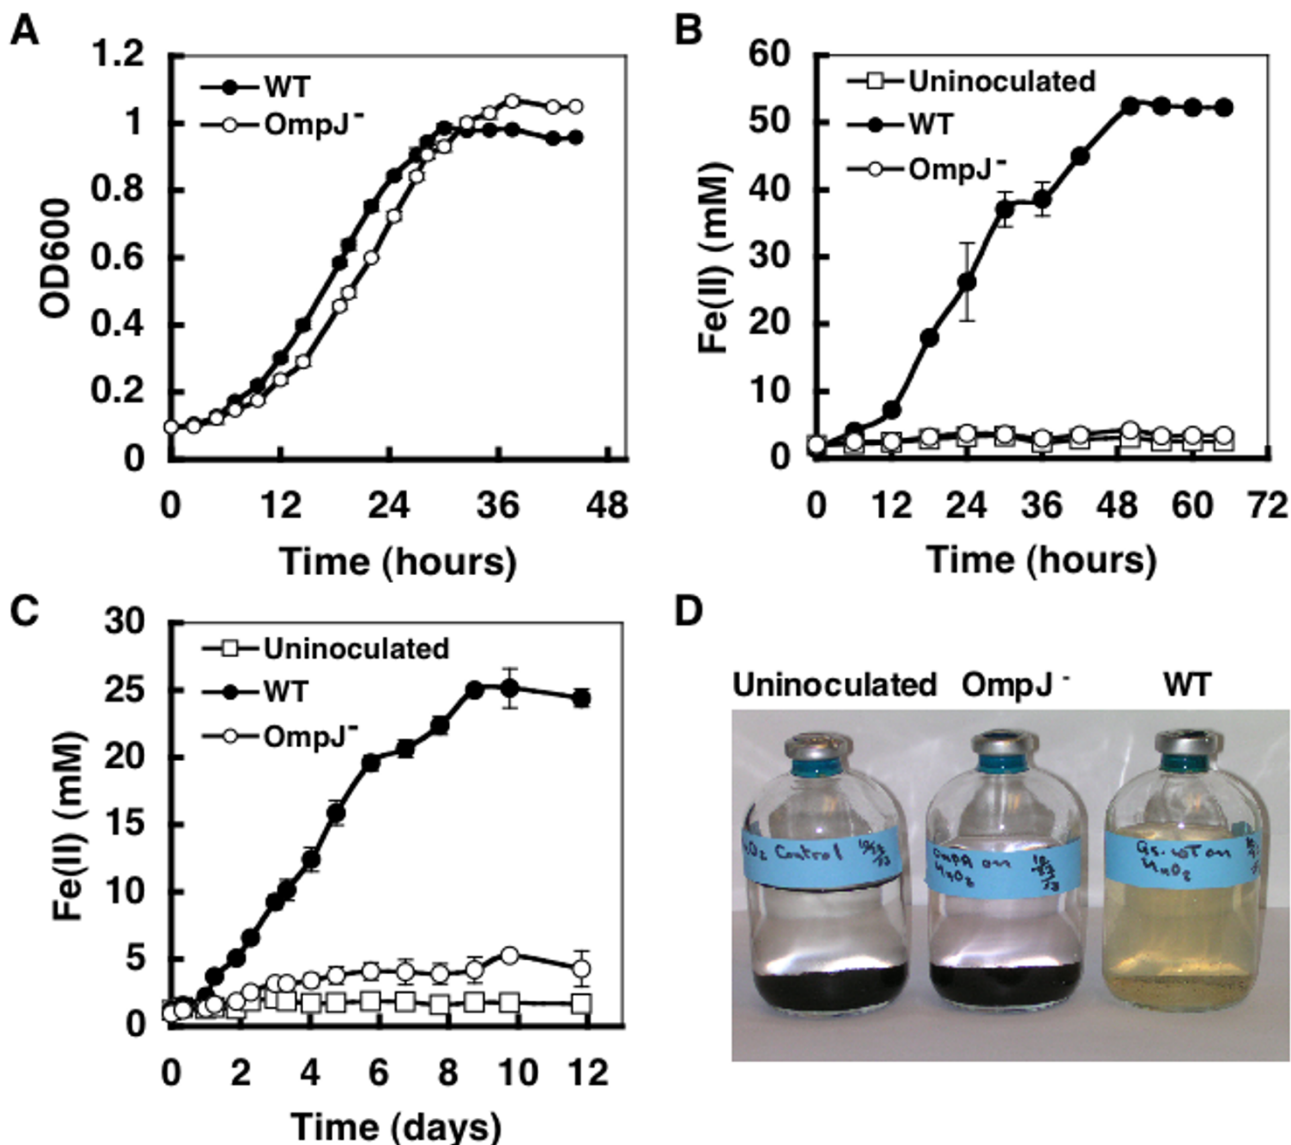 A
1.2
1
0.8
0.6
0.4
0.2
0
OD600
WT
OmpJ-
0 12 24 36 48
Time (hours)
B
60
50
40
30
20
10
0
Fe(II) (mM)
Uninoculated
WT
OmpJ-
0 12 24 36 48 60 72
Time (hours)
C
30
25
20
15
10
5
0
Fe(II) (mM)
Uninoculated
WT
OmpJ-
0 2 4 6 8 10 12
Time (days)
D
Uninoculated OmpJ - WT
Control
on
MnO2
Gs. WT on
MnO2